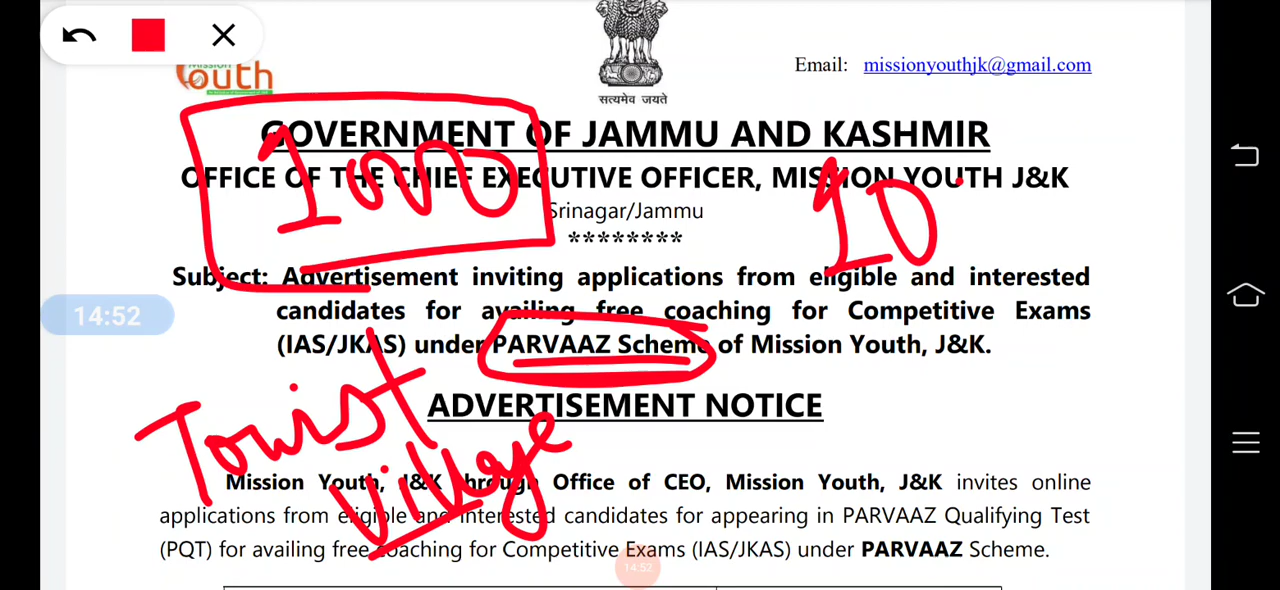 Mission
Youth
Email: missionyouthjk@gmail.com
सत्यमेव जयते
GOVERNMENT OF JAMMU AND KASHMIR
1000
OFFICE OF THE CHIEF EXECUTIVE OFFICER, MISSION YOUTH J&K
10
Srinagar/Jammu
********
Subject: Advertisement inviting applications from eligible and interested
candidates for availing free coaching for Competitive Exams
14:52
(IAS/JKAS) under PARVAAZ Scheme of Mission Youth, J&K.
Tourist
Village
ADVERTISEMENT NOTICE
Mission Youth, J&K through Office of CEO, Mission Youth, J&K invites online
applications from eligible and interested candidates for appearing in PARVAAZ Qualifying Test
(PQT) for availing free coaching for Competitive Exams (IAS/JKAS) under PARVAAZ Scheme.
14:52